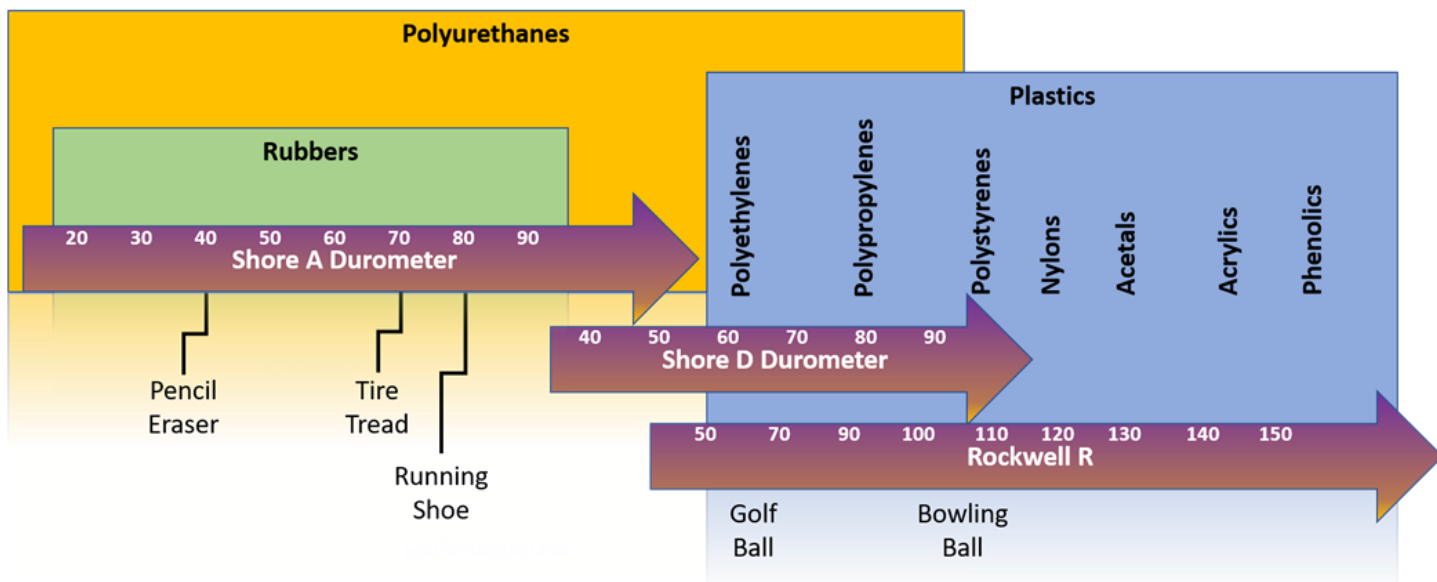 Polyurethanes
Plastics
Rubbers
Polyethylenes
Polypropylenes
Polystyrenes
Nylons
Acetals
Acrylics
Phenolics
20 30 40 50 60 70 80 90
Shore A Durometer
40 50 60 70 80 90
Shore D Durometer
Pencil
Eraser
Tire
Tread
Running
Shoe
50 70 90 100 110 120 130 140 150
Rockwell R
Golf
Ball
Bowling
Ball